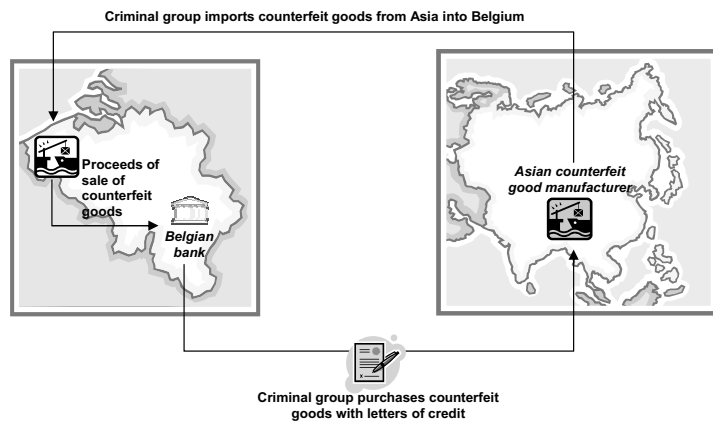 Criminal group imports counterfeit goods from Asia into Belgium
Proceeds of
sale of
counterfeit
goods
Belgian
bank
Asian counterfeit
good manufacturer
Criminal group purchases counterfeit
goods with letters of credit